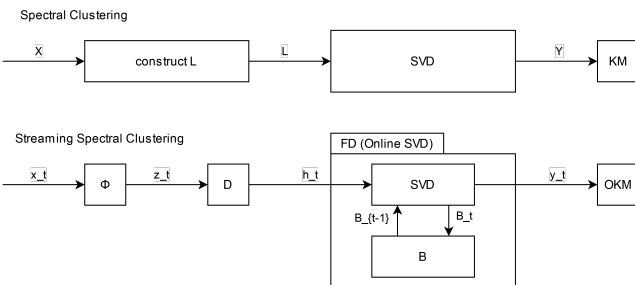 Spectral Clustering
X
construct L
L
SVD
Y
KM
Streaming Spectral Clustering
x_t
Φ
z_t
D
h_t
FD (Online SVD)
SVD
B_{t-1}
B_t
B
y_t
OKM